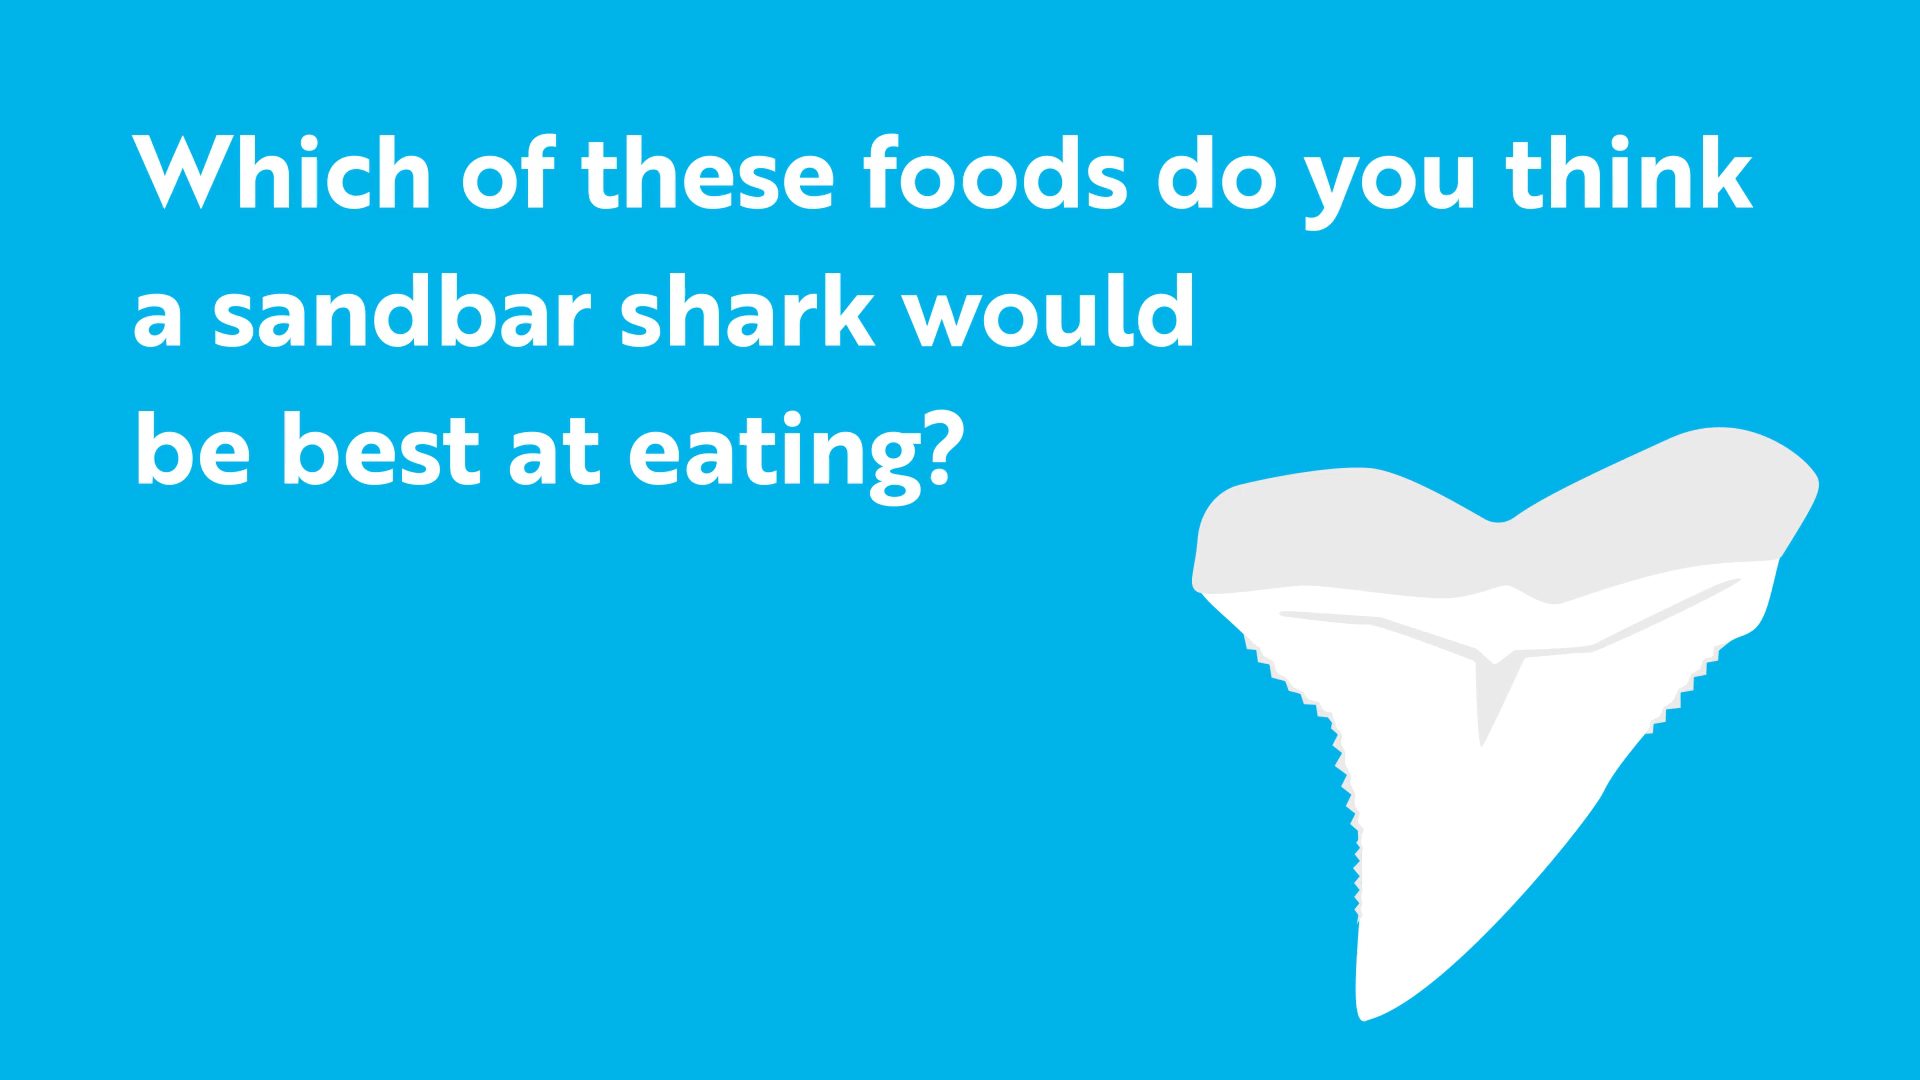 Which of these foods do you think
a sandbar shark would
be best at eating?